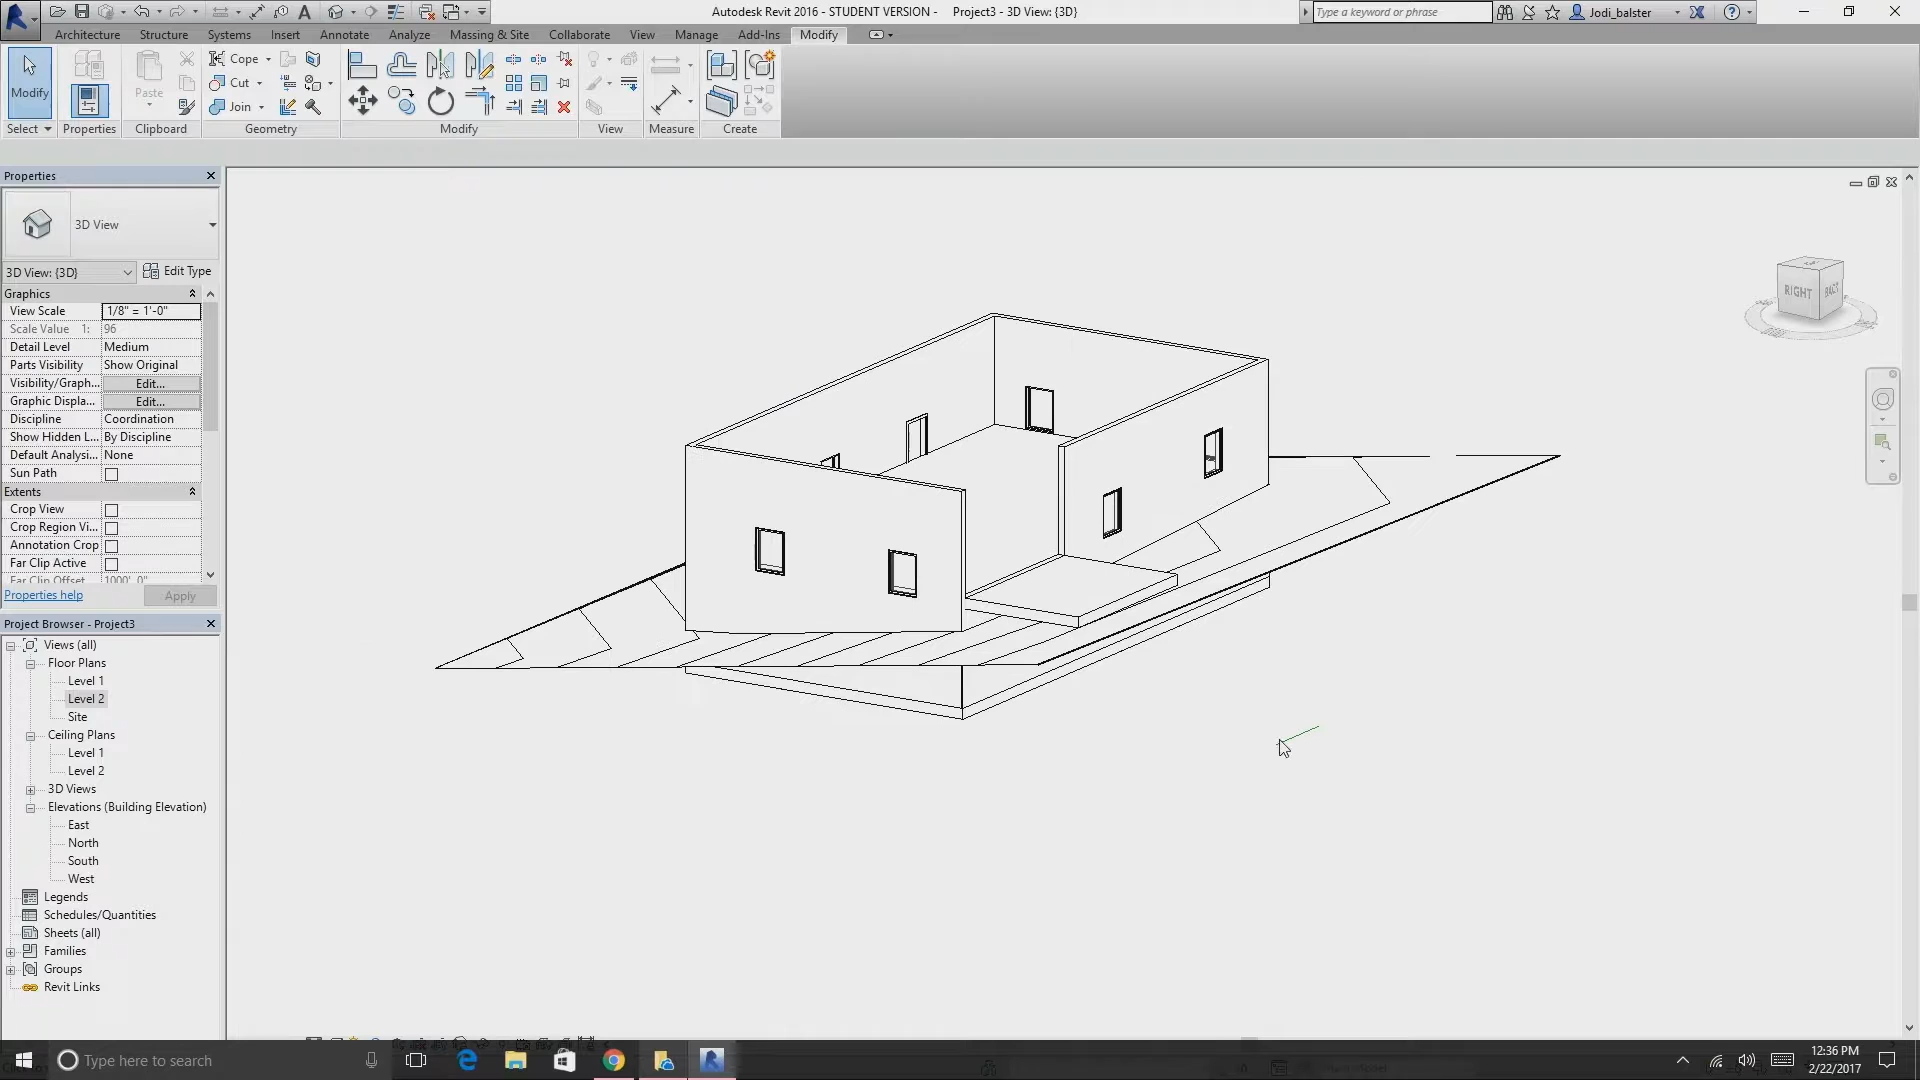 Autodesk Revit 2016 - STUDENT VERSION - Project3 - 3D View: {3D}
Type a keyword or phrase
Jodi_balster
Architecture Structure Systems Insert Annotate Analyze Massing & Site Collaborate View Manage Add-Ins Modify
Modify
Paste
Cope
Cut
Join
Select Properties Clipboard Geometry Modify View Measure Create
Properties
3D View
3D View: {3D} Edit Type
Graphics
View Scale 1/8" = 1'-0"
Scale Value 1: 96
Detail Level Medium
Parts Visibility Show Original
Visibility/Graph... Edit...
Graphic Displa... Edit...
Discipline Coordination
Show Hidden L... By Discipline
Default Analysi... None
Sun Path
Extents
Crop View
Crop Region Vi...
Annotation Crop
Far Clip Active
Far Clip Offset 1000' 0"
Properties help Apply
Project Browser - Project3
Views (all)
Floor Plans
Level 1
Level 2
Site
Ceiling Plans
Level 1
Level 2
3D Views
Elevations (Building Elevation)
East
North
South
West
Legends
Schedules/Quantities
Sheets (all)
Families
Groups
Revit Links
RIGHT BACK
Type here to search
12:36 PM
2/22/2017